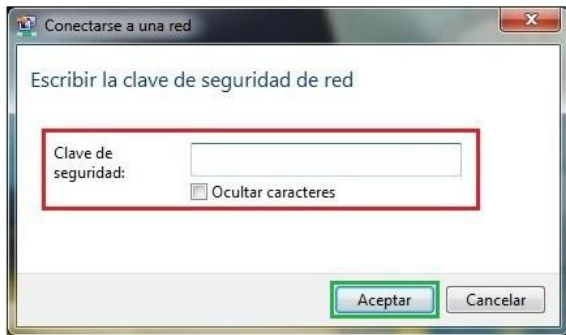 Conectarse a una red
Escribir la clave de seguridad de red
Clave de
seguridad:
Ocultar caracteres
Aceptar
Cancelar